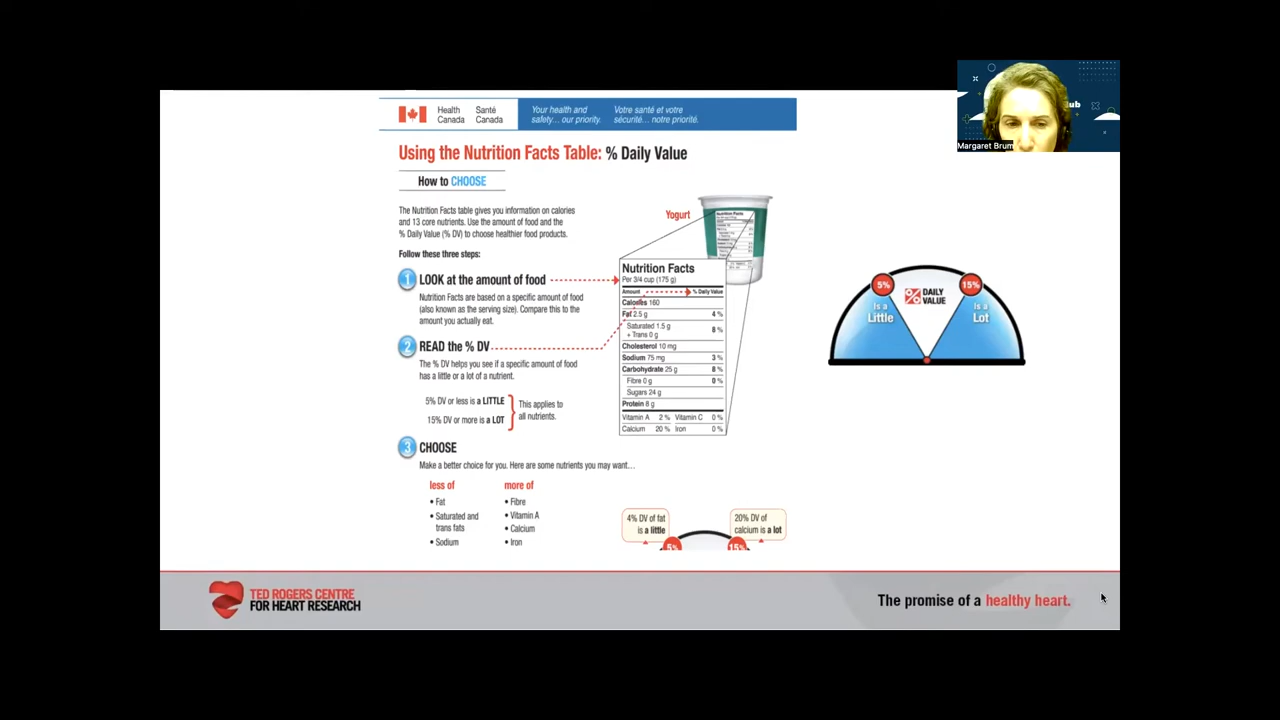 Health Canada
Santé Canada
Your health and safety... our priority.
Votre santé et votre sécurité... notre priorité.
Using the Nutrition Facts Table: % Daily Value
How to CHOOSE
The Nutrition Facts table gives you information on calories
and 13 core nutrients. Use the amount of food and the
% Daily Value (% DV) to choose healthier food products.
Follow these three steps:
1 LOOK at the amount of food
Nutrition Facts are based on a specific amount of food
(also known as the serving size). Compare this to the
amount you actually eat.
2 READ the % DV
The % DV helps you see if a specific amount of food
has a little or a lot of a nutrient.
5% DV or less is a LITTLE
15% DV or more is a LOT
This applies to
all nutrients.
3 CHOOSE
Make a better choice for you. Here are some nutrients you may want...
less of
• Fat
• Saturated and
trans fats
• Sodium
more of
• Fibre
• Vitamin A
• Calcium
• Iron
Yogurt
Nutrition Facts
Nutrition Facts
Per 3/4 cup (175 g)
Amount % Daily Value
Calories 160
Fat 2.5 g 4 %
Saturated 1.5 g 8 %
+ Trans 0 g
Cholesterol 10 mg
Sodium 75 mg 3 %
Carbohydrate 25 g 8 %
Fibre 0 g 0 %
Sugars 24 g
Protein 8 g
Vitamin A 2 % Vitamin C 0 %
Calcium 20 % Iron 0 %
4% DV of fat
is a little
20% DV of
calcium is a lot
5%
15%
5%
Is a
Little
% DAILY
VALUE
15%
Is a
Lot
ub
Margaret Brum
TED ROGERS CENTRE
FOR HEART RESEARCH
The promise of a healthy heart.